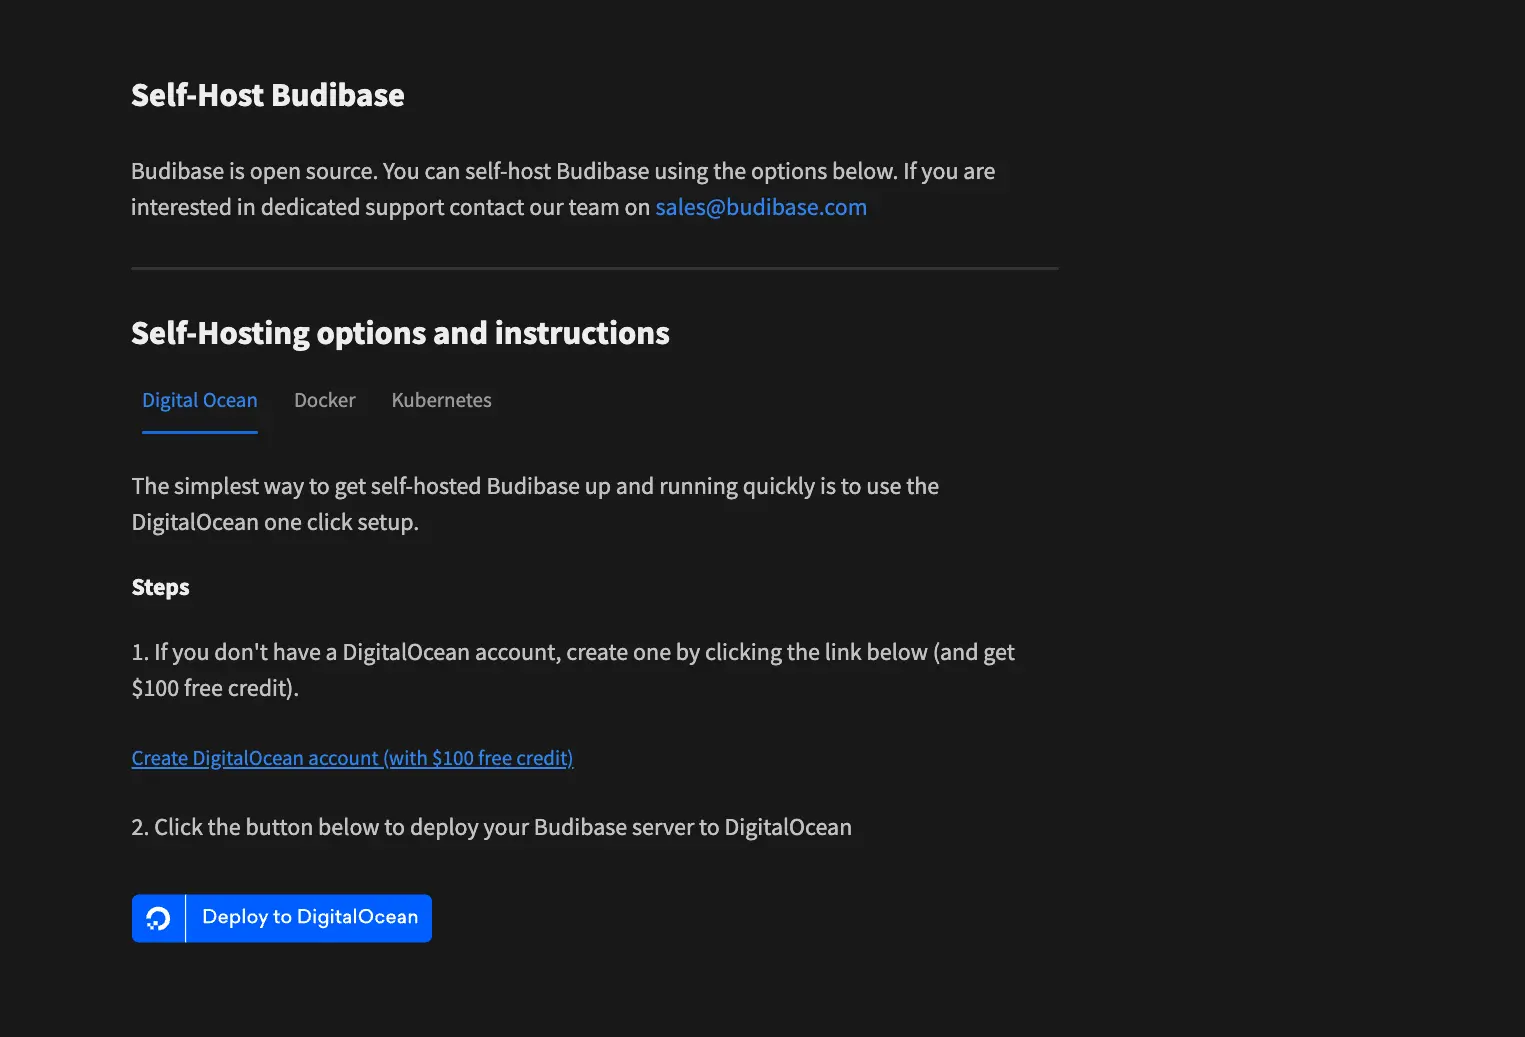 Self-Host Budibase
Budibase is open source. You can self-host Budibase using the options below. If you are
interested in dedicated support contact our team on sales@budibase.com
Self-Hosting options and instructions
Digital Ocean Docker Kubernetes
The simplest way to get self-hosted Budibase up and running quickly is to use the
DigitalOcean one click setup.
Steps
1. If you don't have a DigitalOcean account, create one by clicking the link below (and get
$100 free credit).
Create DigitalOcean account (with $100 free credit)
2. Click the button below to deploy your Budibase server to DigitalOcean
Deploy to DigitalOcean